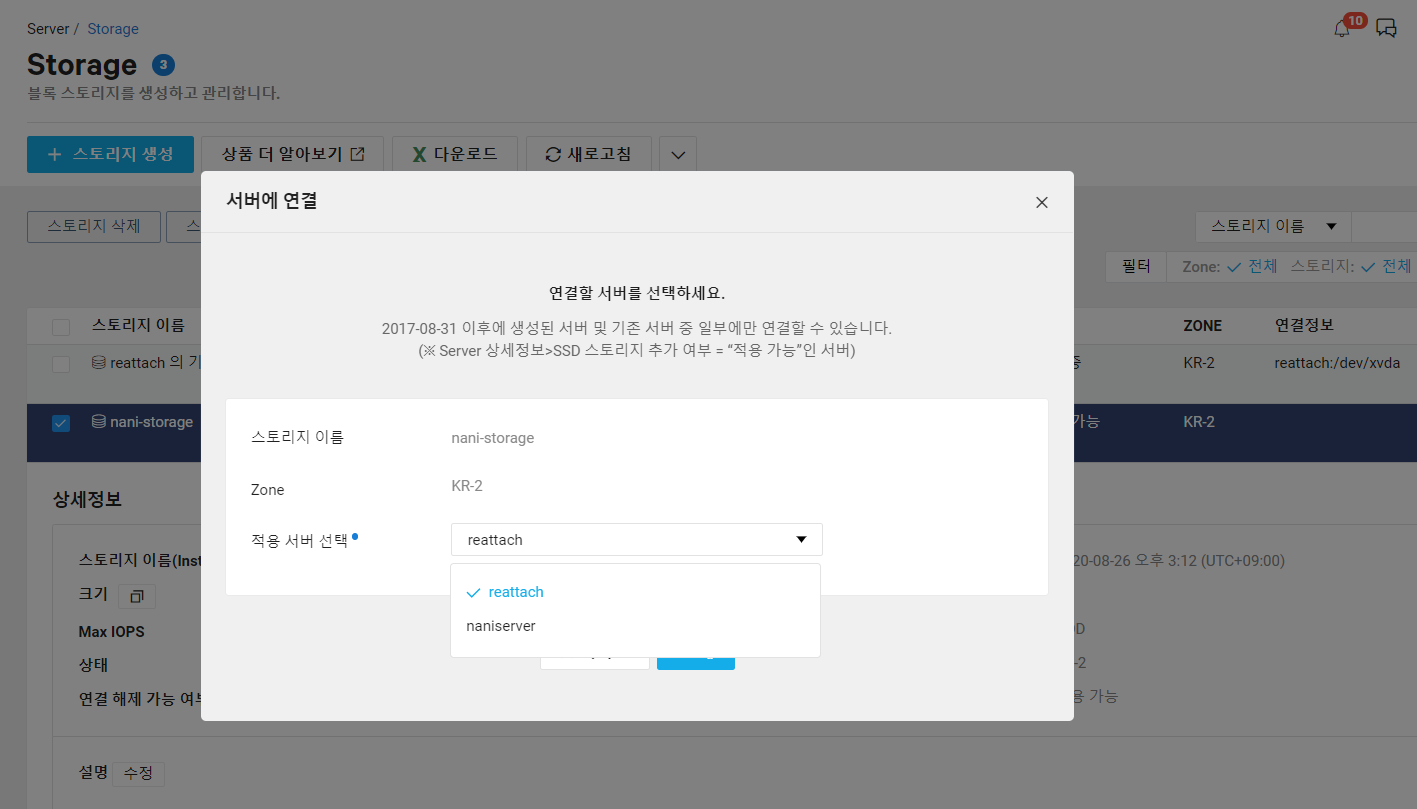 Server / Storage
10
Storage 3
블록 스토리지를 생성하고 관리합니다.
+ 스토리지 생성
상품 더 알아보기
다운로드
새로고침
스토리지 삭제
스
스토리지 이름
필터
Zone: 전체 스토리지: 전체
스토리지 이름
ZONE
연결정보
reattach 의 기
중
KR-2
reattach:/dev/xvda
nani-storage
가능
KR-2
상세정보
스토리지 이름(Inst
20-08-26 오후 3:12 (UTC+09:00)
크기
Max IOPS
상태
-2
연결 해제 가능 여부
용 가능
설명 수정
서버에 연결
연결할 서버를 선택하세요.
2017-08-31 이후에 생성된 서버 및 기존 서버 중 일부에만 연결할 수 있습니다.
(※ Server 상세정보>SSD 스토리지 추가 여부 = “적용 가능”인 서버)
스토리지 이름 nani-storage
Zone KR-2
적용 서버 선택 reattach
reattach
naniserver